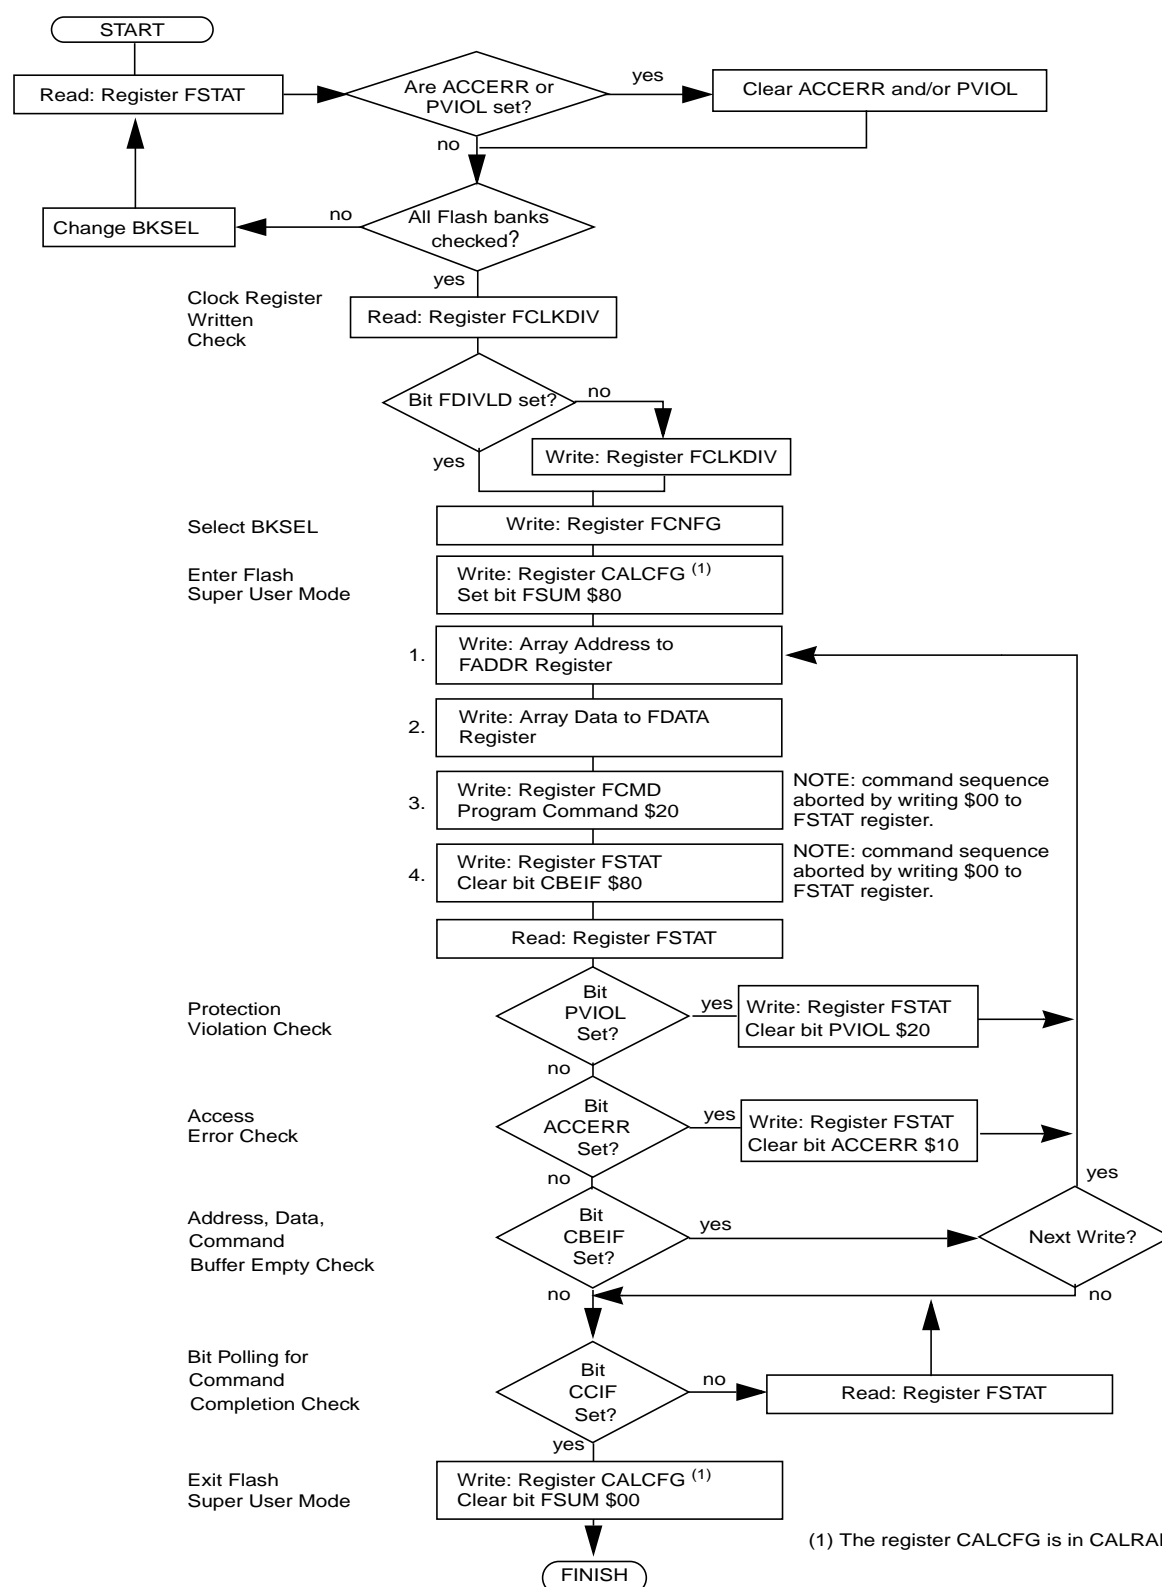 START
Read: Register FSTAT
Are ACCERR or
PVIOL set?
yes
Clear ACCERR and/or PVIOL
no
All Flash banks
checked?
no
Change BKSEL
yes
Clock Register
Written
Check
Read: Register FCLKDIV
Bit FDIVLD set?
no
yes
Write: Register FCLKDIV
Select BKSEL
Write: Register FCNFG
Enter Flash
Super User Mode
Write: Register CALCFG (1)
Set bit FSUM $80
1.
Write: Array Address to
FADDR Register
2.
Write: Array Data to FDATA
Register
3.
Write: Register FCMD
Program Command $20
NOTE: command sequence
aborted by writing $00 to
FSTAT register.
4.
Write: Register FSTAT
Clear bit CBEIF $80
NOTE: command sequence
aborted by writing $00 to
FSTAT register.
Read: Register FSTAT
Protection
Violation Check
Bit
PVIOL
Set?
yes
Write: Register FSTAT
Clear bit PVIOL $20
no
Access
Error Check
Bit
ACCERR
Set?
yes
Write: Register FSTAT
Clear bit ACCERR $10
no
yes
Address, Data,
Command
Buffer Empty Check
Bit
CBEIF
Set?
yes
Next Write?
no
no
Bit Polling for
Command
Completion Check
Bit
CCIF
Set?
no
Read: Register FSTAT
yes
Exit Flash
Super User Mode
Write: Register CALCFG (1)
Clear bit FSUM $00
(1) The register CALCFG is in
FINISH